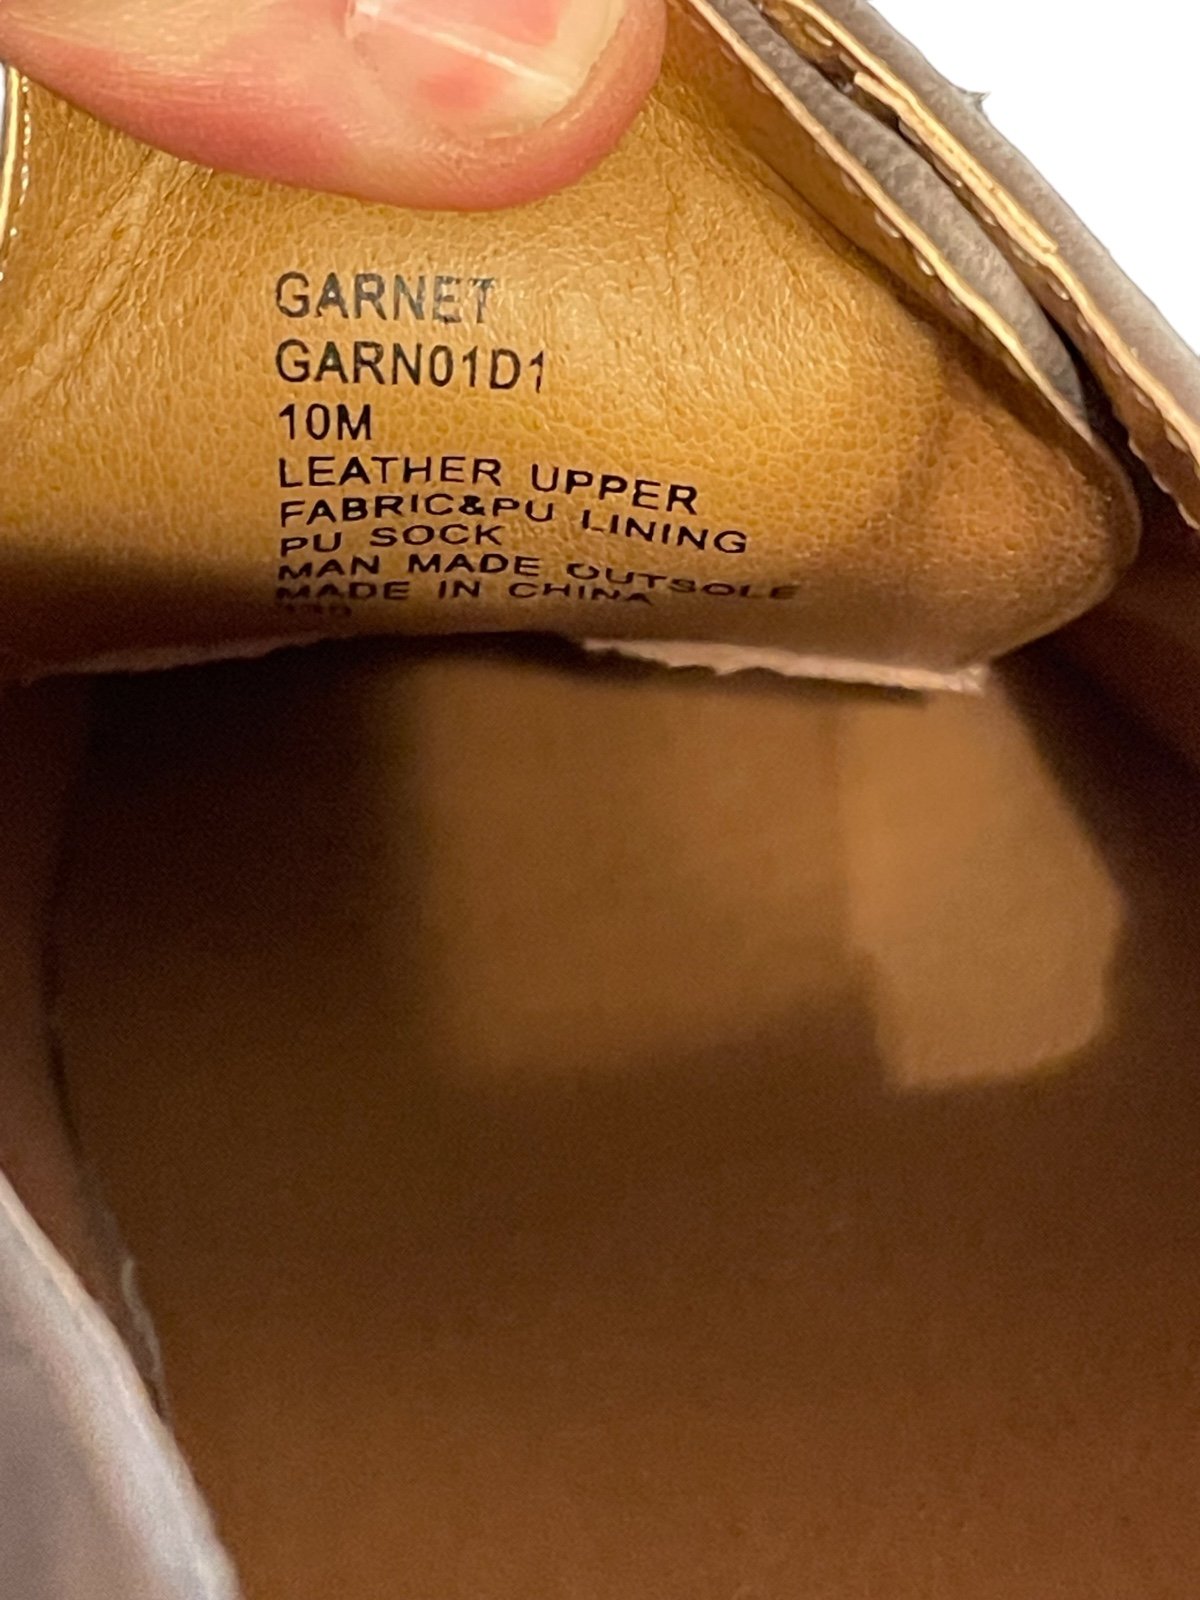 GARNET
GARN01D1
10M
LEATHER UPPER
FABRIC&PU LINING
PU SOCK
MAN MADE OUTSOLE
MADE IN CHINA